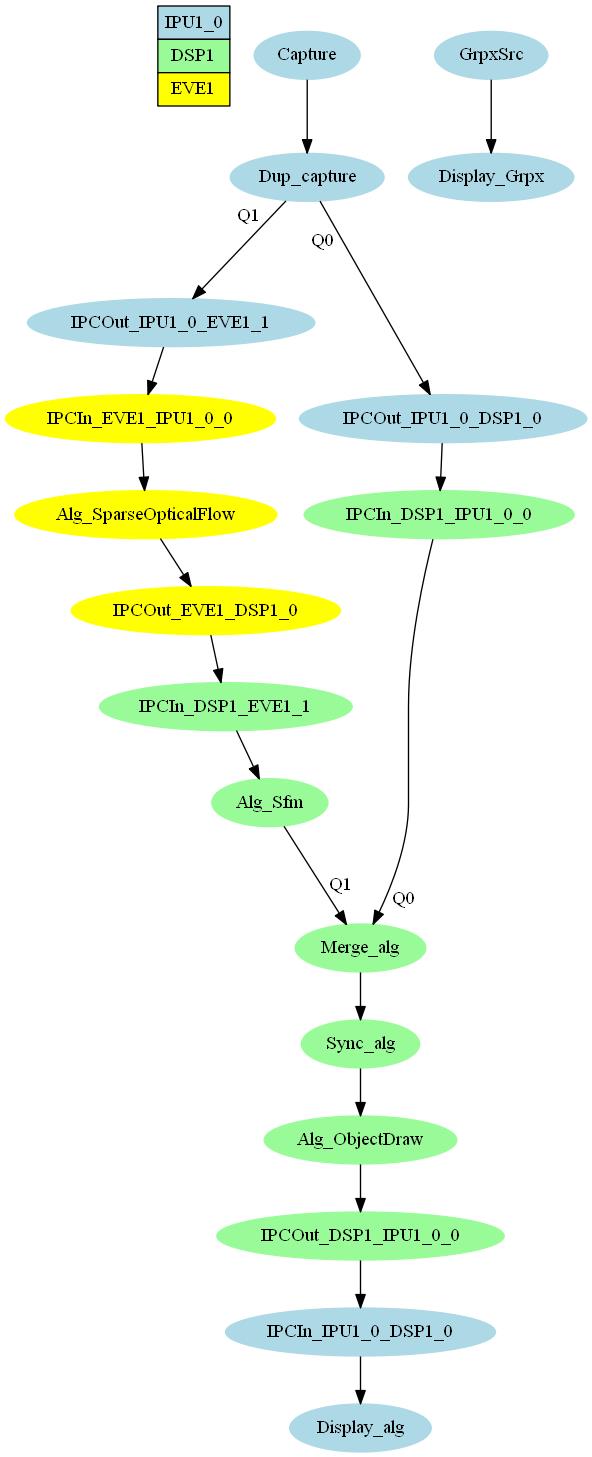 IPU1_0
DSP1
EVE1
Capture
GrpxSrc
Dup_capture
Display_Grpx
Q1
Q0
IPCOut_IPU1_0_EVE1_1
IPCIn_EVE1_IPU1_0_0
IPCOut_IPU1_0_DSP1_0
Alg_SparseOpticalFlow
IPCIn_DSP1_IPU1_0_0
IPCOut_EVE1_DSP1_0
IPCIn_DSP1_EVE1_1
Alg_Sfm
Q1
Q0
Merge_alg
Sync_alg
Alg_ObjectDraw
IPCOut_DSP1_IPU1_0_0
IPCIn_IPU1_0_DSP1_0
Display_alg